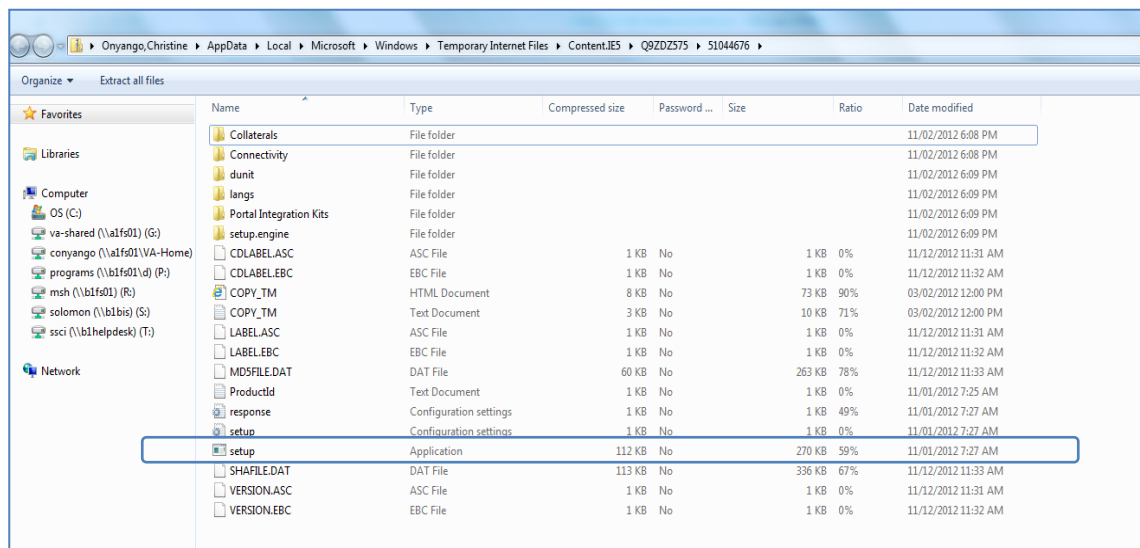 Onyango,Christine ▸ AppData ▸ Local ▸ Microsoft ▸ Windows ▸ Temporary Internet Files ▸ Content.IE5 ▸ Q9ZDZ575 ▸ 51044676 ▸
Organize Extract all files
Favorites
Libraries
Computer
OS (C:)
va-shared (\\a1fs01) (G:)
conyango (\\a1fs01\VA-Home)
programs (\\b1fs01\d) (P:)
msh (\\b1fs01) (R:)
solomon (\\b1bis) (S:)
ssci (\\b1helpdesk) (T:)
Network
Name Type Compressed size Password ... Size Ratio Date modified
Collaterals File folder 11/02/2012 6:08 PM
Connectivity File folder 11/02/2012 6:08 PM
dunit File folder 11/02/2012 6:09 PM
langs File folder 11/02/2012 6:09 PM
Portal Integration Kits File folder 11/02/2012 6:09 PM
setup.engine File folder 11/02/2012 6:09 PM
CDLABEL.ASC ASC File 1 KB No 1 KB 0% 11/12/2012 11:31 AM
CDLABEL.EBC EBC File 1 KB No 1 KB 0% 11/12/2012 11:32 AM
COPY_TM HTML Document 8 KB No 73 KB 90% 03/02/2012 12:00 PM
COPY_TM Text Document 3 KB No 10 KB 71% 03/02/2012 12:00 PM
LABEL.ASC ASC File 1 KB No 1 KB 0% 11/12/2012 11:31 AM
LABEL.EBC EBC File 1 KB No 1 KB 0% 11/12/2012 11:32 AM
MD5FILE.DAT DAT File 60 KB No 263 KB 78% 11/12/2012 11:33 AM
ProductId Text Document 1 KB No 1 KB 0% 11/01/2012 7:25 AM
response Configuration settings 1 KB No 1 KB 49% 11/01/2012 7:27 AM
setup Configuration settings 1 KB No 1 KB 0% 11/01/2012 7:27 AM
setup Application 112 KB No 270 KB 59% 11/01/2012 7:27 AM
SHAFILE.DAT DAT File 113 KB No 336 KB 67% 11/12/2012 11:33 AM
VERSION.ASC ASC File 1 KB No 1 KB 0% 11/12/2012 11:31 AM
VERSION.EBC EBC File 1 KB No 1 KB 0% 11/12/2012 11:32 AM